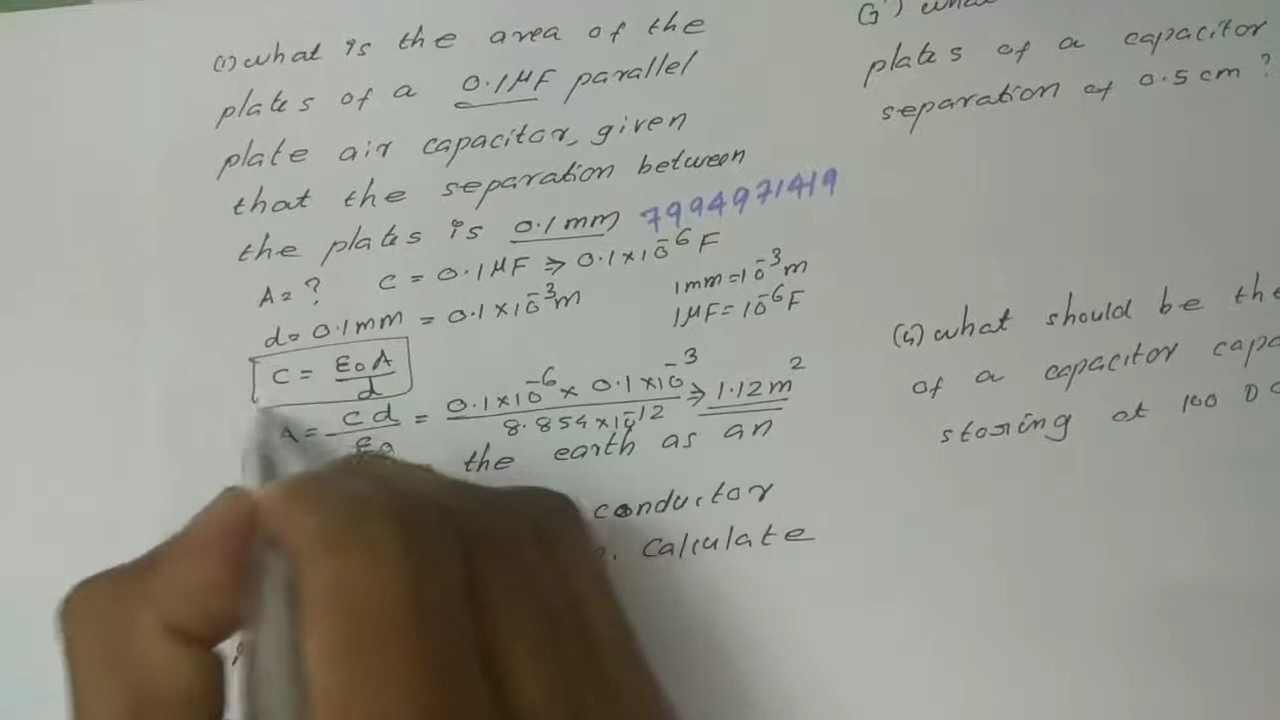 (1) what is the area of the
plates of a 0.1μF parallel
plate air capacitor, given
that the separation between
the plates is 0.1mm 7994971419
A = ? C = 0.1μF ⇒ 0.1×10⁻⁶F
d = 0.1mm = 0.1×10⁻³m
1mm = 10⁻³m
1μF = 10⁻⁶F
C = ε₀A/d
A = Cd/ε₀ = 0.1×10⁻⁶ × 0.1×10⁻³ / 8.854×10⁻¹² ⇒ 1.12m²
the earth as an
conductor
Calculate
plates of a capacitor
separation of 0.5cm?
(4) what should be the
of a capacitor capa
storing at 100 DC